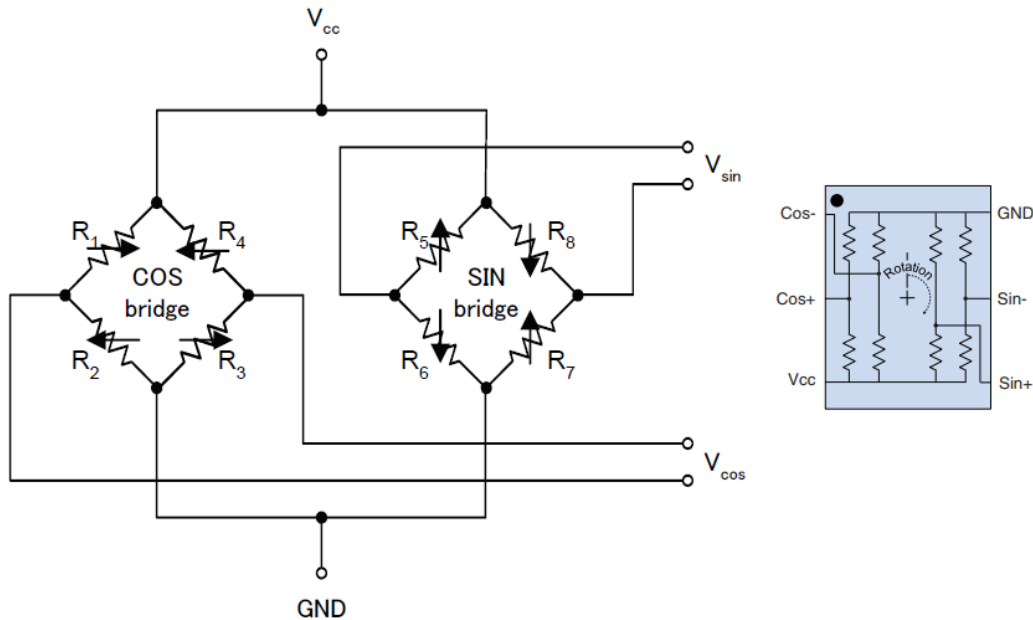 Vcc
Vsin
R1
R4
R5
R8
COS
bridge
SIN
bridge
R2
R3
R6
R7
Vcos
GND
Cos-
GND
Rotation
Cos+
Sin-
Vcc
Sin+